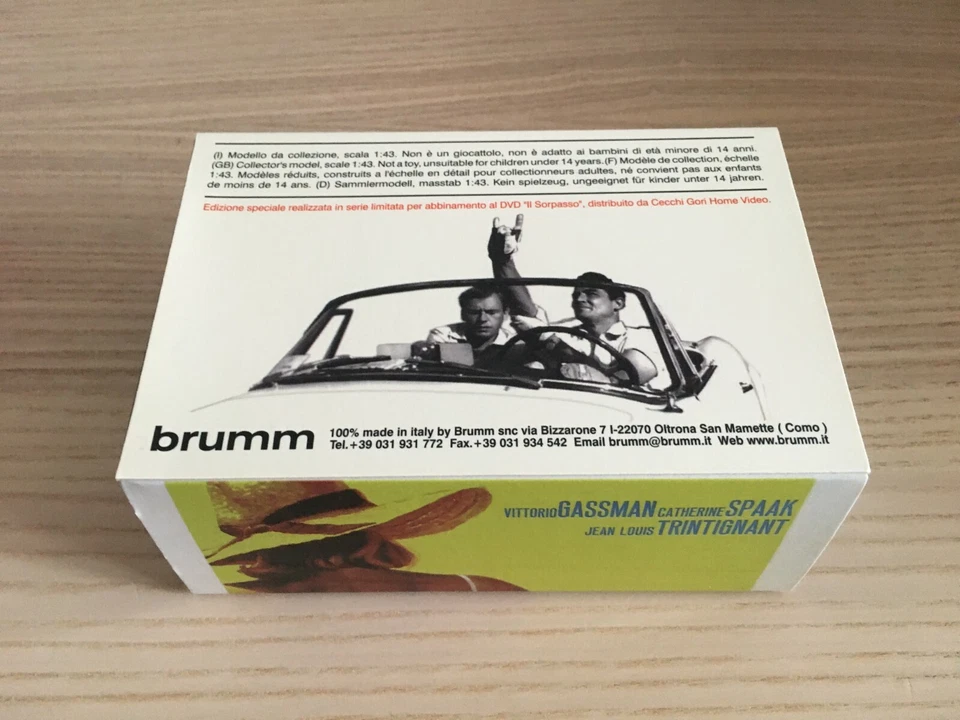 (I) Modello da collezione, scala 1:43. Non è un giocattolo, non è adatto ai bambini di età minore di 14 anni.
(GB) Collector's model, scale 1:43. Not a toy, unsuitable for children under 14 years.(F) Modèle de collection, échelle
1:43. Modèles réduits, construits a l'échelle en détail pour collectionneurs adultes, né convient pas aux enfants
de moins de 14 ans. (D) Sammlermodell, masstab 1:43. Kein spielzeug, ungeeignet für kinder unter 14 jahren.
Edizione speciale realizzata in serie limitata per abbinamento al DVD "Il Sorpasso", distribuito da Cecchi Gori Home Video.
brumm 100% made in italy by Brumm snc via Bizzarone 7 I-22070 Oltrona San Mamette ( Como )
Tel.+39 031 931 772 Fax.+39 031 934 542 Email brumm@brumm.it Web www.brumm.it
VITTORIO GASSMAN CATHERINE SPAAK
JEAN LOUIS TRINTIGNANT